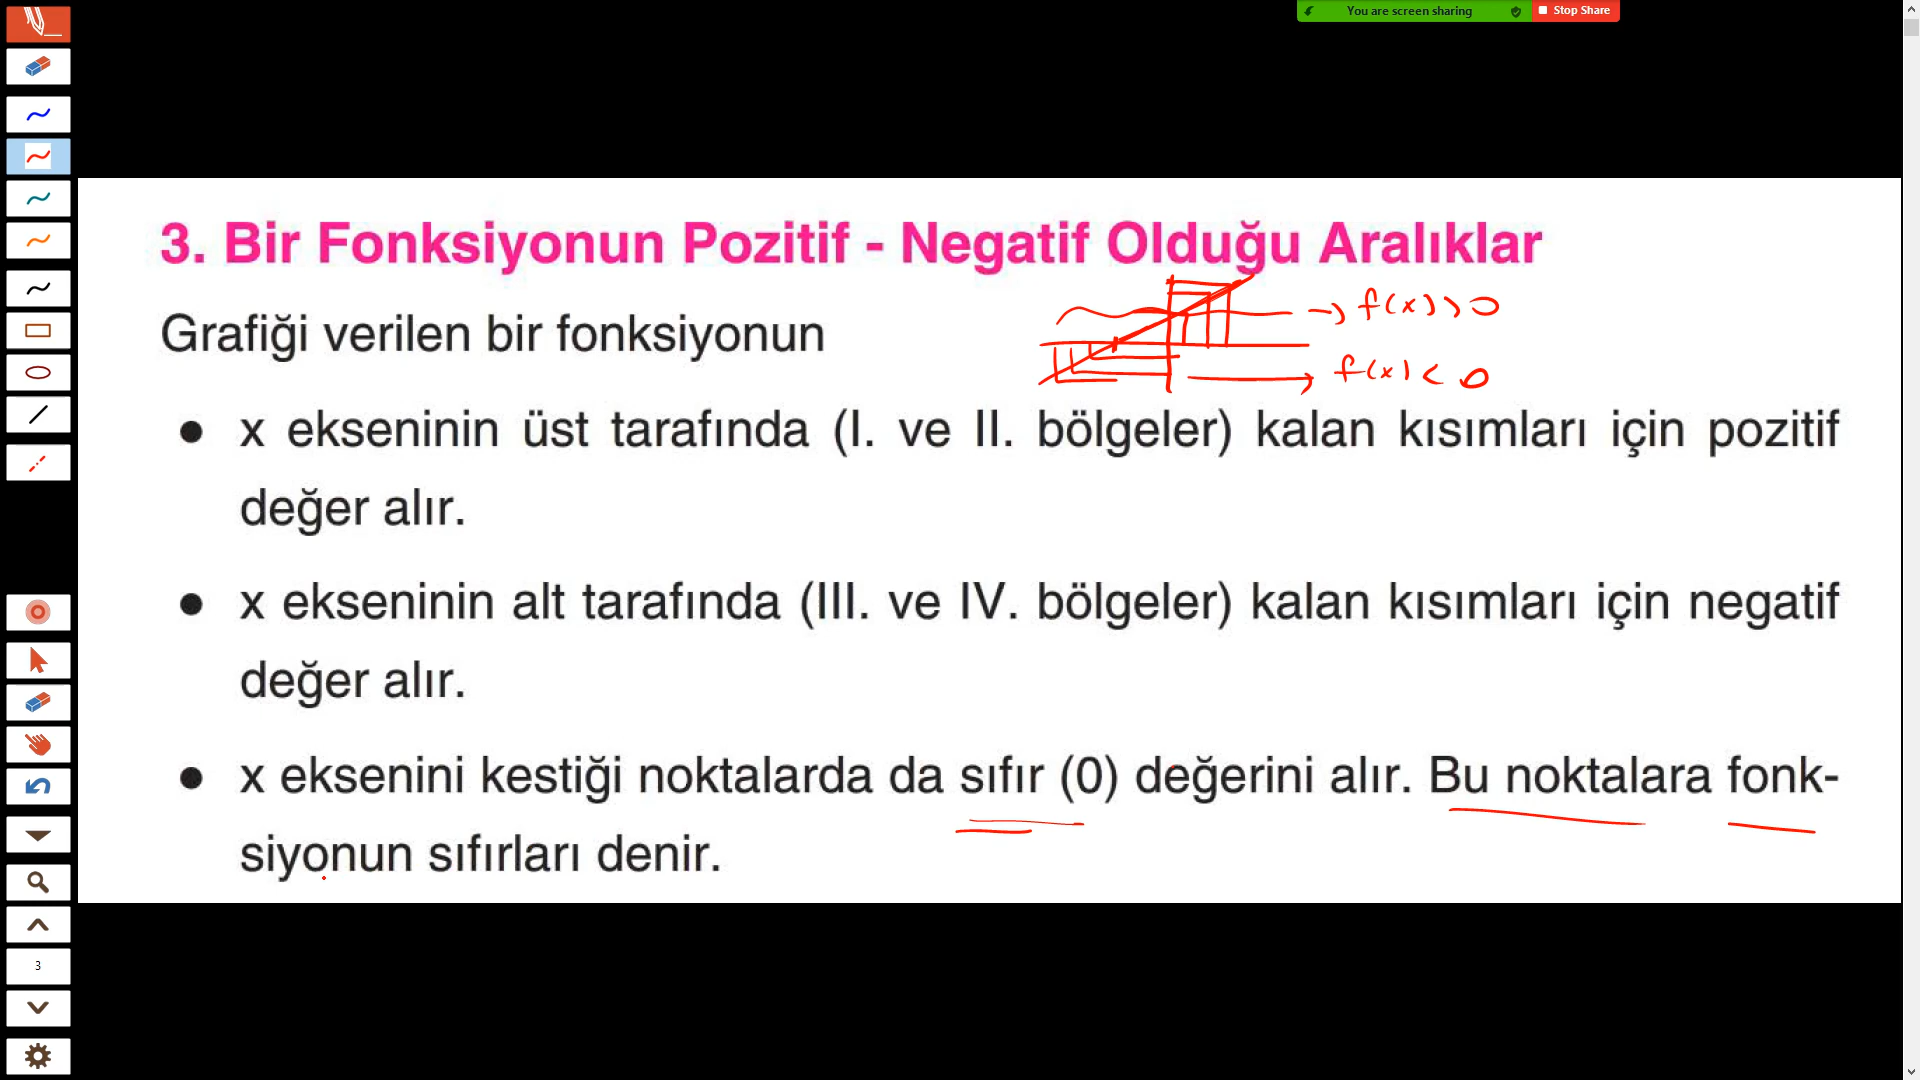 You are screen sharing
Stop Share
3. Bir Fonksiyonun Pozitif - Negatif Olduğu Aralıklar
Grafiği verilen bir fonksiyonun
→ f(x) > 0
→ f(x) < 0
● x ekseninin üst tarafında (I. ve II. bölgeler) kalan kısımları için pozitif
değer alır.
● x ekseninin alt tarafında (III. ve IV. bölgeler) kalan kısımları için negatif
değer alır.
● x eksenini kestiği noktalarda da sıfır (0) değerini alır. Bu noktalara fonk-
siyonun sıfırları denir.
3